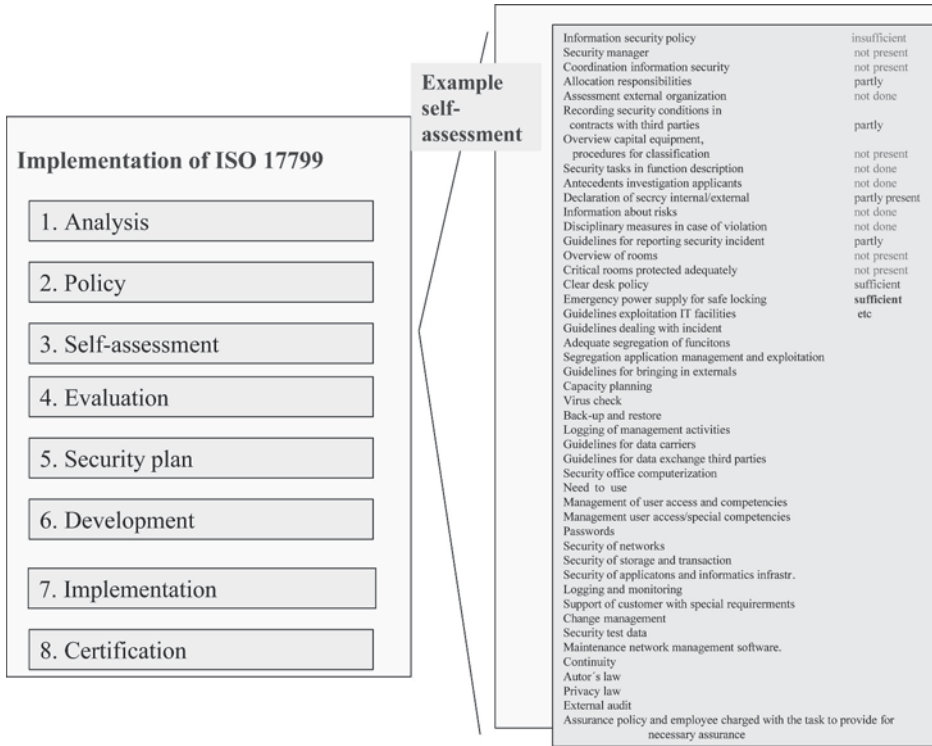 Implementation of ISO 17799
1. Analysis
2. Policy
3. Self-assessment
4. Evaluation
5. Security plan
6. Development
7. Implementation
8. Certification
Example
self-
assessment
Information security policy insufficient
Security manager not present
Coordination information security not present
Allocation responsibilities partly
Assessment external organization not done
Recording security conditions in
contracts with third parties partly
Overview capital equipment,
procedures for classification not present
Security tasks in function description not done
Antecedents investigation applicants not done
Declaration of secrcy internal/external partly present
Information about risks not done
Disciplinary measures in case of violation not done
Guidelines for reporting security incident partly
Overview of rooms not present
Critical rooms protected adequately not present
Clear desk policy sufficient
Emergency power supply for safe locking sufficient
Guidelines exploitation IT facilities etc
Guidelines dealing with incident
Adequate segregation of funcitons
Segregation application management and exploitation
Guidelines for bringing in externals
Capacity planning
Virus check
Back-up and restore
Logging of management activities
Guidelines for data carriers
Guidelines for data exchange third parties
Security office computerization
Need to use
Management of user access and competencies
Management user access/special competencies
Passwords
Security of networks
Security of storage and transaction
Security of applicatons and informatics infrastr.
Logging and monitoring
Support of customer with special requirerments
Change management
Security test data
Maintenance network management software.
Continuity
Autor´s law
Privacy law
External audit
Assurance policy and employee charged with the task to provide for
necessary assurance